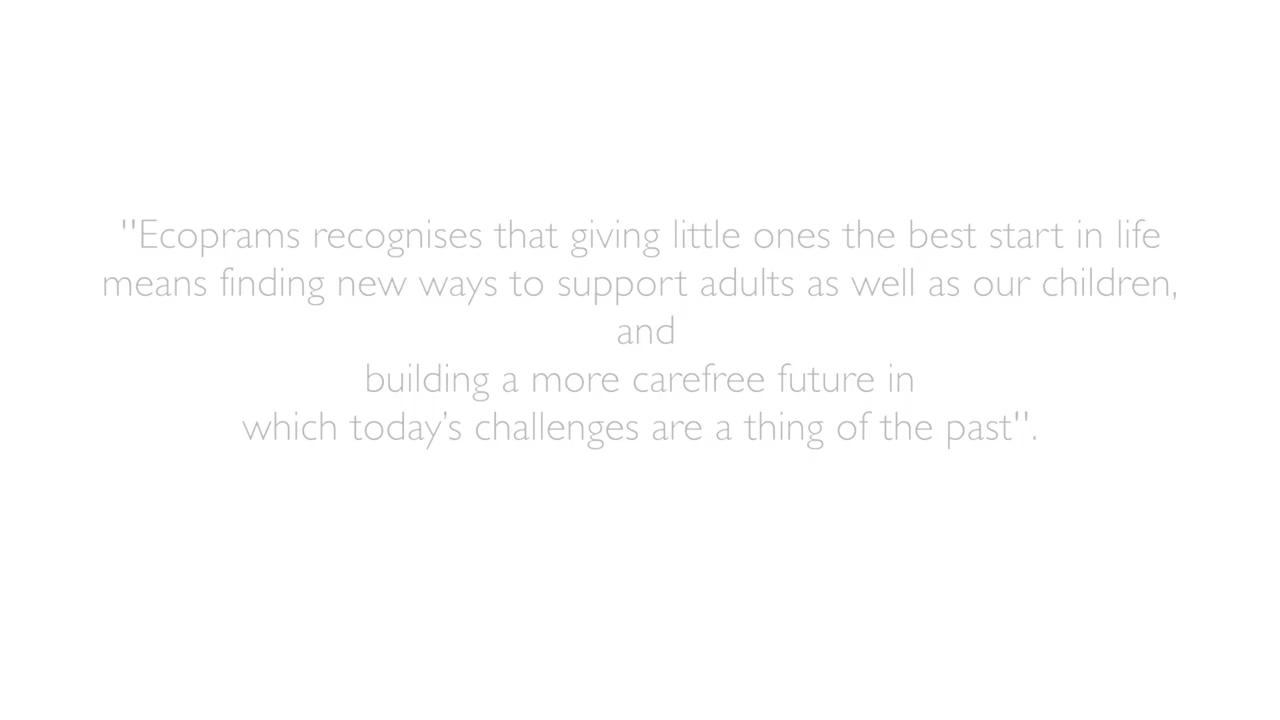 "Ecoprams recognises that giving little ones the best start in life
means finding new ways to support adults as well as our children,
and
building a more carefree future in
which today’s challenges are a thing of the past".